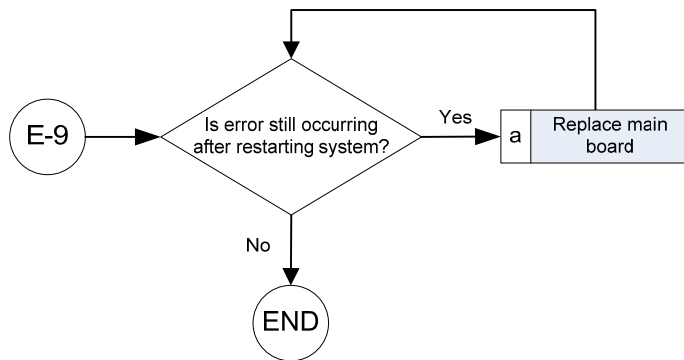 E-9
Is error still occurring
after restarting system?
Yes
a
Replace main
board
No
END